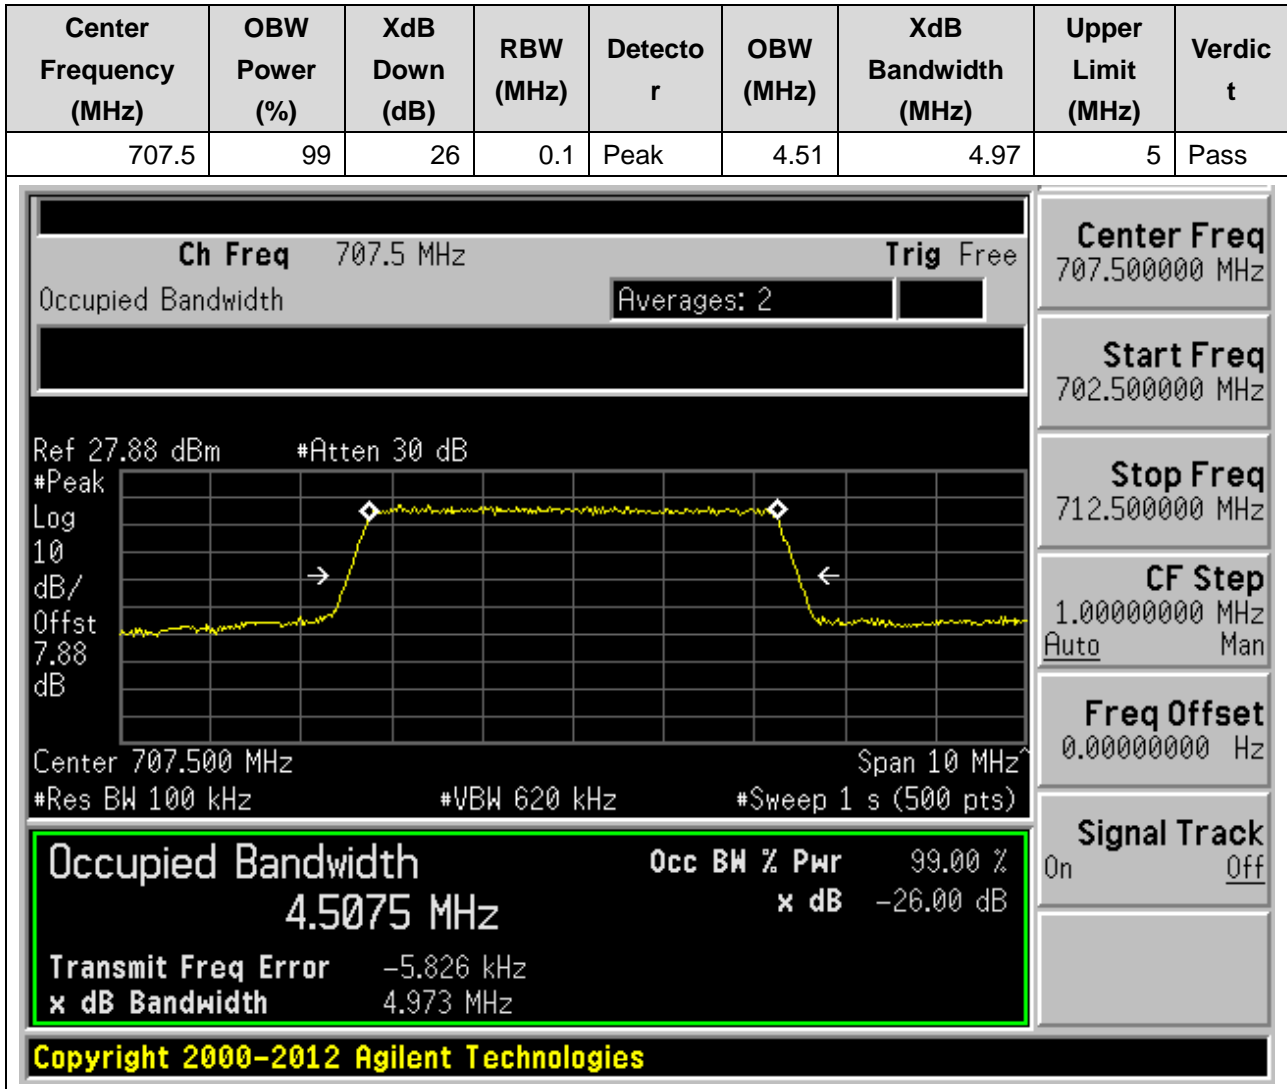 Center Frequency (MHz) OBW Power (%) XdB Down (dB) RBW (MHz) Detecto r OBW (MHz) XdB Bandwidth (MHz) Upper Limit (MHz) Verdic t
707.5 99 26 0.1 Peak 4.51 4.97 5 Pass
Ch Freq 707.5 MHz Trig Free
Occupied Bandwidth Averages: 2
Ref 27.88 dBm #Atten 30 dB
#Peak
Log
10
dB/
Offst
7.88
dB
Center 707.500 MHz Span 10 MHz^
#Res BW 100 kHz #VBW 620 kHz #Sweep 1 s (500 pts)
Occupied Bandwidth Occ BW % Pwr 99.00 %
4.5075 MHz x dB -26.00 dB
Transmit Freq Error -5.826 kHz
x dB Bandwidth 4.973 MHz
Copyright 2000-2012 Agilent Technologies
Center Freq
707.500000 MHz
Start Freq
702.500000 MHz
Stop Freq
712.500000 MHz
CF Step
1.00000000 MHz
Auto Man
Freq Offset
0.00000000 Hz
Signal Track
On Off